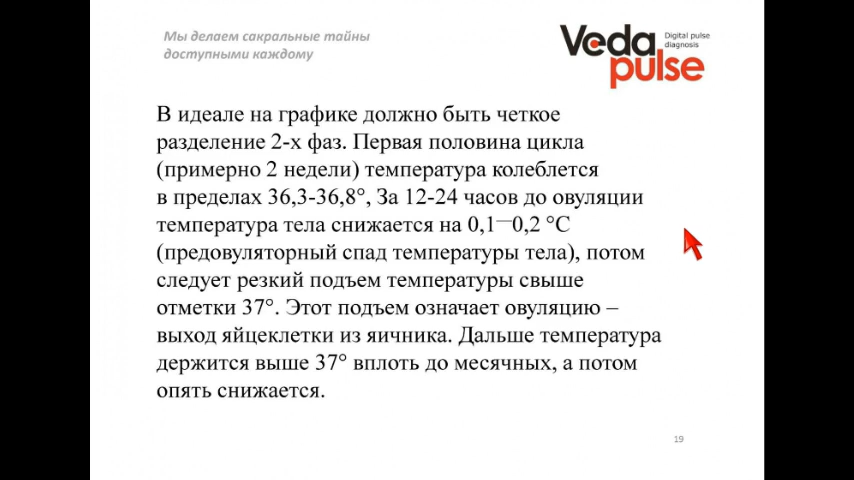 Мы делаем сакральные тайны
доступными каждому
Veda
pulse
Digital pulse
diagnosis
В идеале на графике должно быть четкое
разделение 2-х фаз. Первая половина цикла
(примерно 2 недели) температура колеблется
в пределах 36,3-36,8°, За 12-24 часов до овуляции
температура тела снижается на 0,1—0,2 °C
(предовуляторный спад температуры тела), потом
следует резкий подъем температуры свыше
отметки 37°. Этот подъем означает овуляцию –
выход яйцеклетки из яичника. Дальше температура
держится выше 37° вплоть до месячных, а потом
опять снижается.
19